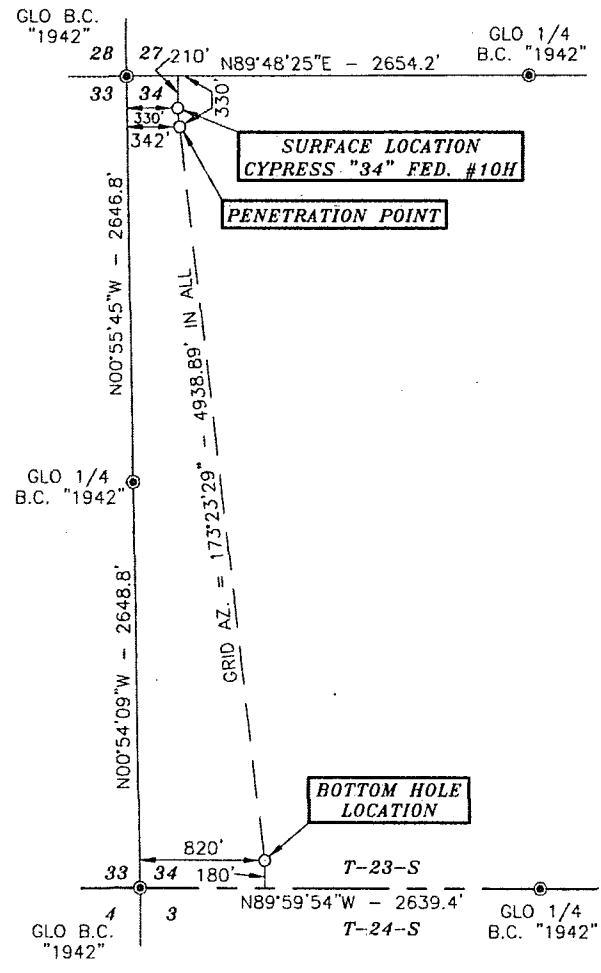 GLO B.C.
"1942"
GLO 1/4
B.C. "1942"
28 27 210' N89°48'25"E - 2654.2'
33 34
330'
330'
342'
SURFACE LOCATION
CYPRESS "34" FED. #10H
PENETRATION POINT
N00°55'45"W - 2646.8'
GRID AZ. = 173°23'29" - 4938.89' IN ALL
GLO 1/4
B.C. "1942"
N00°54'09"W - 2648.8'
BOTTOM HOLE
LOCATION
820'
180'
T-23-S
33 34
N89°59'54"W - 2639.4'
4 3
T-24-S
GLO B.C.
"1942"
GLO 1/4
B.C. "1942"